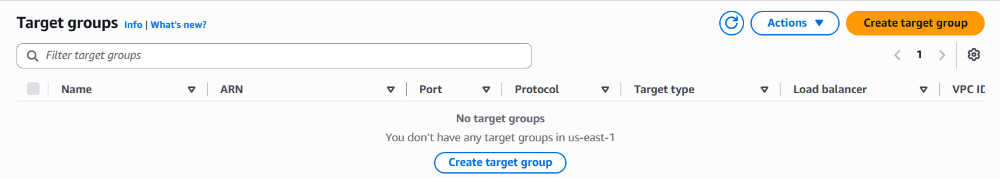 Target groups Info | What's new?
Actions
Create target group
Filter target groups
1
Name ARN Port Protocol Target type Load balancer VPC ID
No target groups
You don’t have any target groups in us-east-1
Create target group